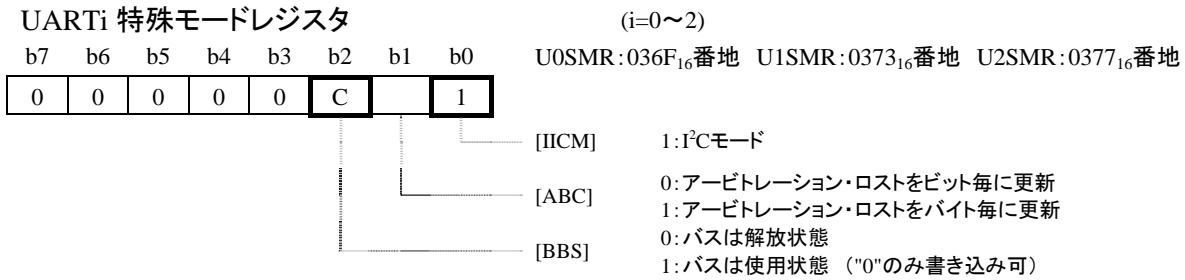 UARTi 特殊モードレジスタ (i=0～2)
b7 b6 b5 b4 b3 b2 b1 b0 U0SMR:036F16番地 U1SMR:037316番地 U2SMR:037716番地
0 0 0 0 0 C 1
[IICM] 1:I2Cモード
[ABC] 0:アービトレーション・ロストをビット毎に更新
1:アービトレーション・ロストをバイト毎に更新
[BBS] 0:バスは解放状態
1:バスは使用状態 ("0"のみ書き込み可)